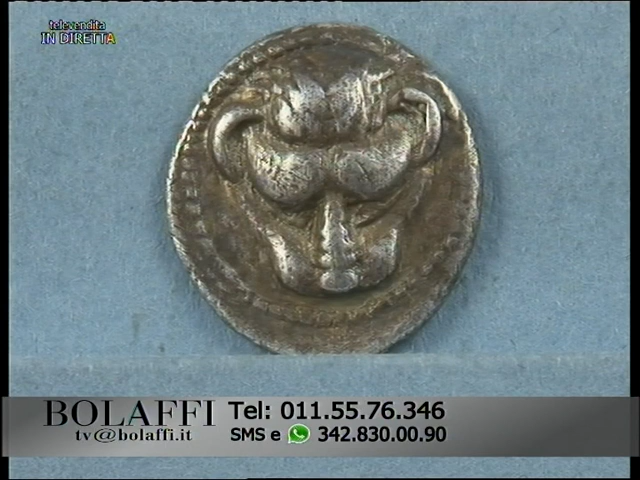 televendita
IN DIRETTA
BOLAFFI
tv@bolaffi.it
Tel: 011.55.76.346
SMS e 342.830.00.90